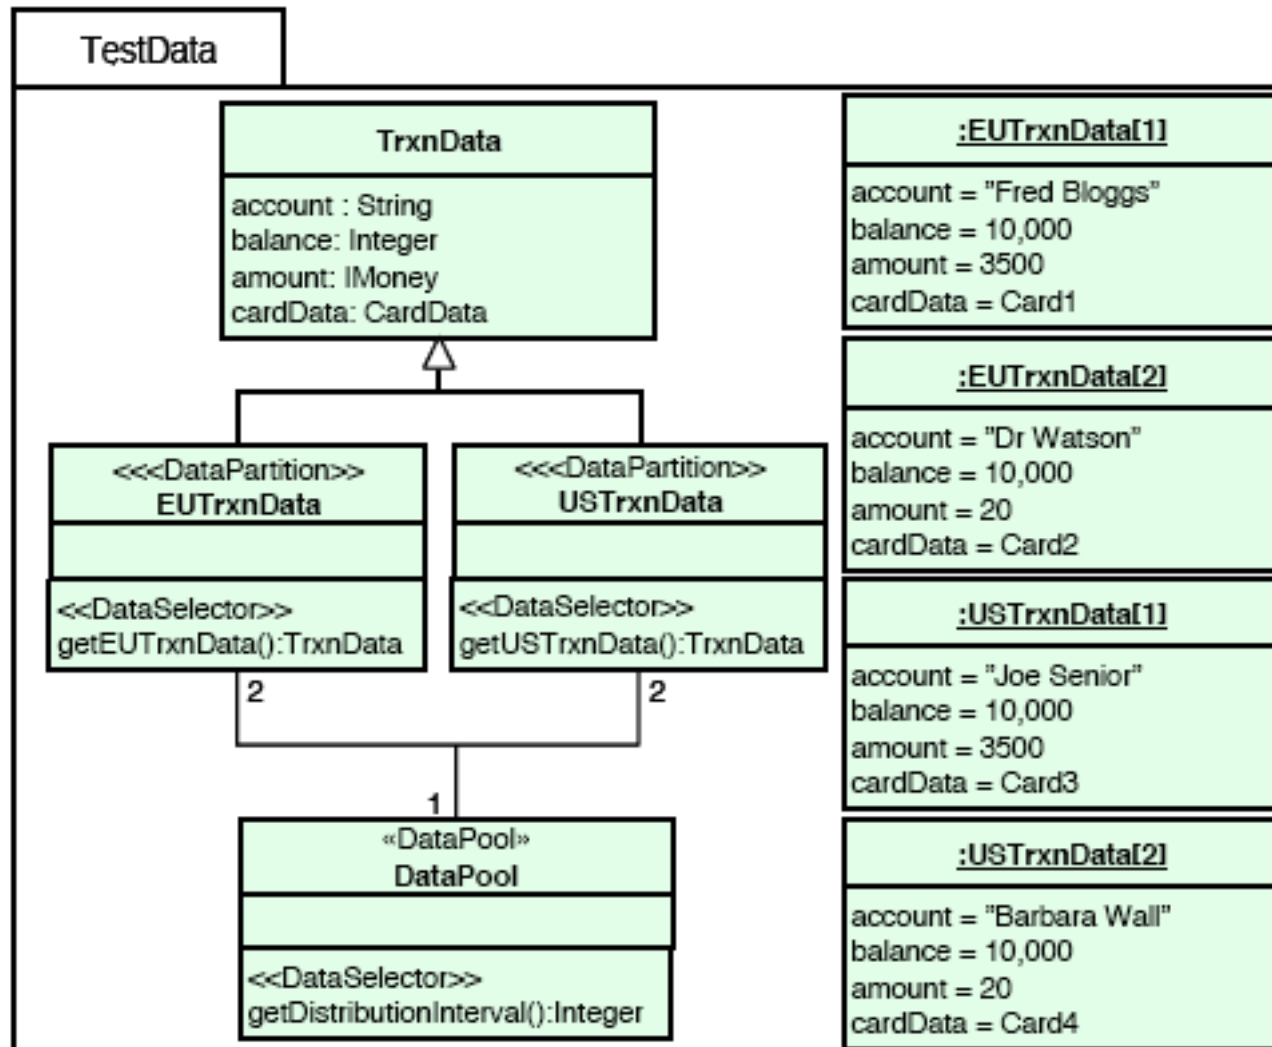 TestData
TrxnData
account : String
balance: Integer
amount: IMoney
cardData: CardData
<<<DataPartition>>
EUTrxnData
<<DataSelector>>
getEUTrxnData():TrxnData
2
<<<DataPartition>>
USTrxnData
<<DataSelector>>
getUSTrxnData():TrxnData
2
1
«DataPool»
DataPool
<<DataSelector>>
getDistributionInterval():Integer
:EUTrxnData[1]
account = "Fred Bloggs"
balance = 10,000
amount = 3500
cardData = Card1
:EUTrxnData[2]
account = "Dr Watson"
balance = 10,000
amount = 20
cardData = Card2
:USTrxnData[1]
account = "Joe Senior"
balance = 10,000
amount = 3500
cardData = Card3
:USTrxnData[2]
account = "Barbara Wall"
balance = 10,000
amount = 20
cardData = Card4